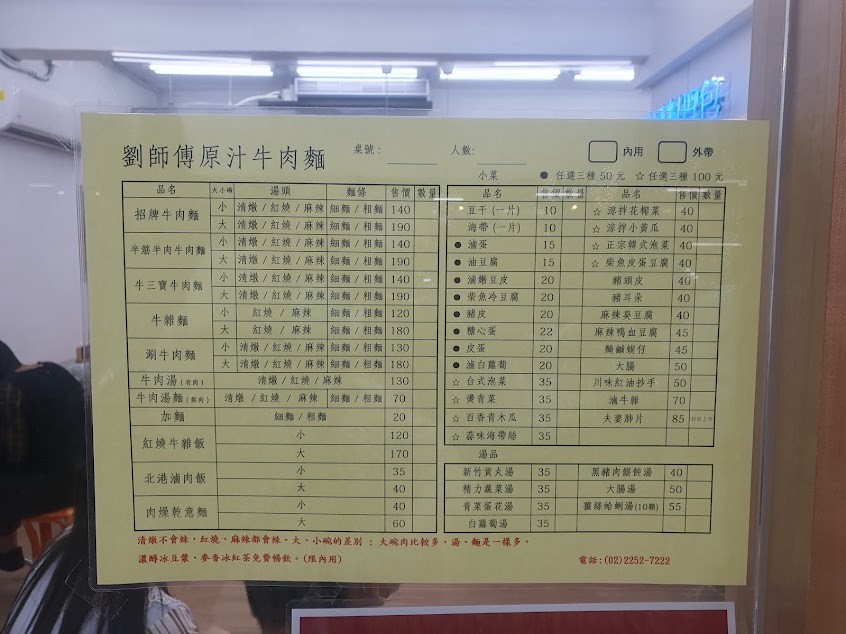 劉師傅原汁牛肉麵 桌號： 人數： 內用 外帶
小菜 ● 任選三種 50 元 ☆ 任選三種 100 元
品名 大小碗 湯頭 麵條 售價 數量
招牌牛肉麵 小 清燉 / 紅燒 / 麻辣 細麵 / 粗麵 140
大 清燉 / 紅燒 / 麻辣 細麵 / 粗麵 190
半筋半肉牛肉麵 小 清燉 / 紅燒 / 麻辣 細麵 / 粗麵 140
大 清燉 / 紅燒 / 麻辣 細麵 / 粗麵 190
牛三寶牛肉麵 小 清燉 / 紅燒 / 麻辣 細麵 / 粗麵 140
大 清燉 / 紅燒 / 麻辣 細麵 / 粗麵 190
牛雜麵 小 紅燒 / 麻辣 細麵 / 粗麵 120
大 紅燒 / 麻辣 細麵 / 粗麵 180
涮牛肉麵 小 清燉 / 紅燒 / 麻辣 細麵 / 粗麵 130
大 清燉 / 紅燒 / 麻辣 細麵 / 粗麵 180
牛肉湯 (有肉) 清燉 / 紅燒 / 麻辣 130
牛肉湯麵 (無肉) 清燉 / 紅燒 / 麻辣 細麵 / 粗麵 70
加麵 細麵 / 粗麵 20
紅燒牛雜飯 小 120
大 170
北港滷肉飯 小 35
大 40
肉燥乾意麵 小 40
大 60
品名 售價 數量 品名 售價 數量
豆干 (一片) 10 ☆ 涼拌花椰菜 40
海帶 (一片) 10 ☆ 涼拌小黃瓜 40
● 滷蛋 15 ☆ 正宗韓式泡菜 40
● 油豆腐 15 ☆ 柴魚皮蛋豆腐 40
● 滷嫩豆皮 20 豬頭皮 40
● 柴魚冷豆腐 20 豬耳朵 40
● 豬皮 20 麻辣臭豆腐 40
● 糖心蛋 22 麻辣鴨血豆腐 45
● 皮蛋 20 醃鹹蜆仔 45
● 滷白蘿蔔 20 大腸 50
☆ 台式泡菜 35 川味紅油抄手 50
☆ 燙青菜 35 滷牛雜 70
☆ 百香青木瓜 35 夫妻肺片 85
☆ 蒜味海帶絲 35
湯品
新竹貢丸湯 35 黑豬肉餛飩湯 40
精力蔬菜湯 35 大腸湯 50
青菜蛋花湯 35 薑絲蛤蜊湯(10顆) 55
白蘿蔔湯 35
清燉不會辣，紅燒、麻辣都會辣。大、小碗的差別：大碗肉比較多，湯、麵是一樣多。
濃醇冰豆漿、麥香冰紅茶免費暢飲。(限內用) 電話：(02)2252-7222